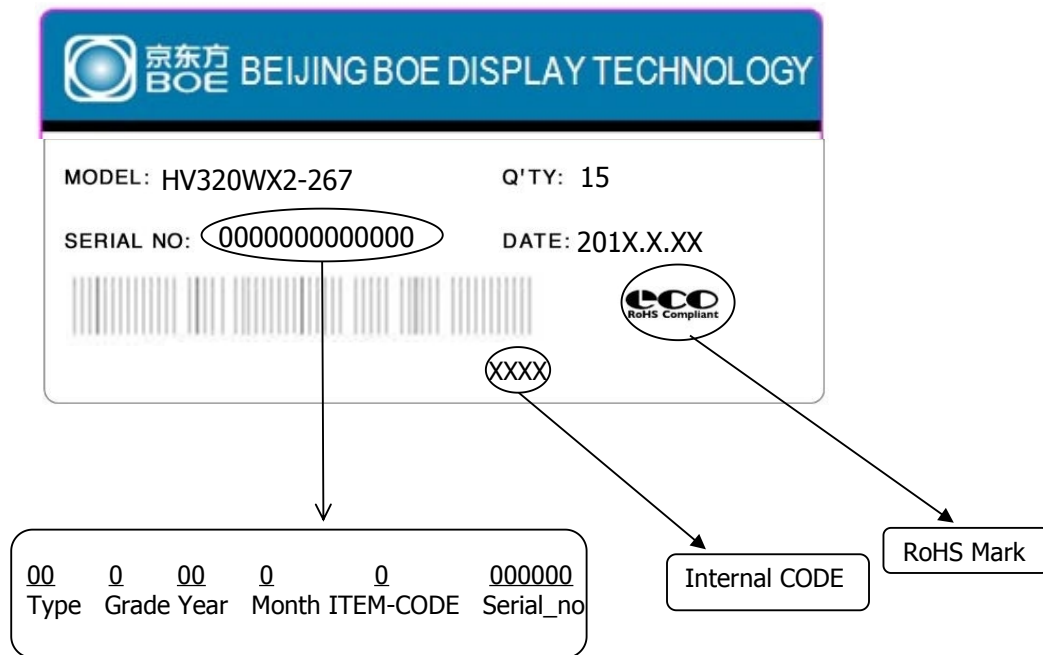 京东方
BOE BEIJING BOE DISPLAY TECHNOLOGY
MODEL: HV320WX2-267 Q'TY: 15
SERIAL NO: 0000000000000 DATE: 201X.X.XX
eco
RoHS Compliant
XXXX
00 0 00 0 0 000000
Type Grade Year Month ITEM-CODE Serial_no
Internal CODE
RoHS Mark